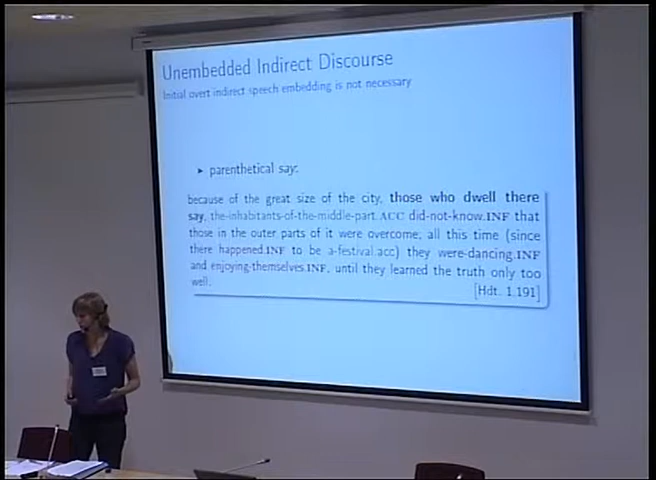 Unembedded Indirect Discourse
Initial overt indirect speech embedding is not necessary
▸ parenthetical say:
because of the great size of the city, those who dwell there
say, the-inhabitants-of-the-middle-part.ACC did-not-know.INF that
those in the outer parts of it were overcome; all this time (since
there happened.INF to be a-festival.acc) they were-dancing.INF
and enjoying-themselves.INF, until they learned the truth only too
well.
[Hdt. 1.191]